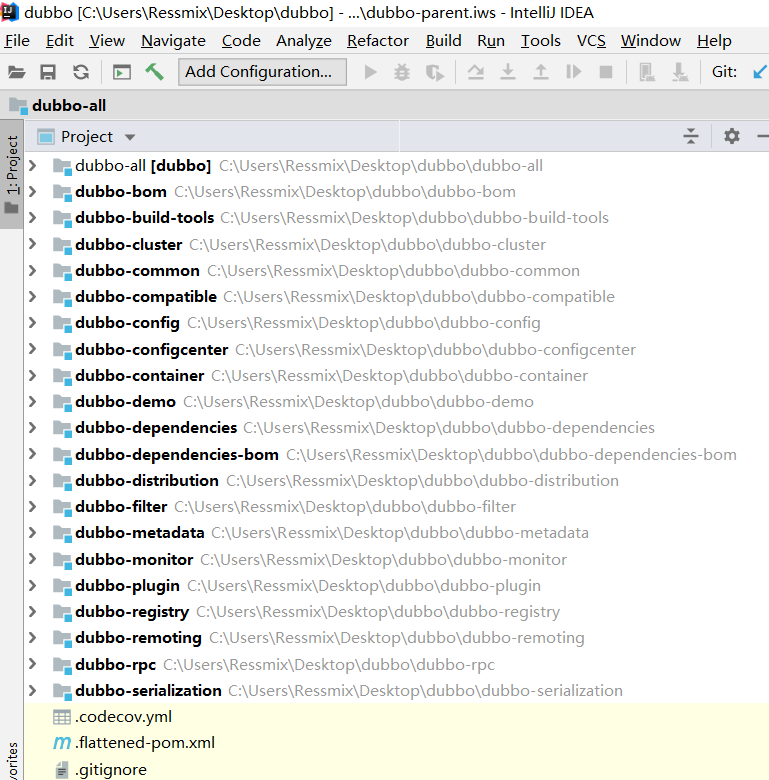 dubbo [C:\Users\Ressmix\Desktop\dubbo] - ...\dubbo-parent.iws - IntelliJ IDEA
File Edit View Navigate Code Analyze Refactor Build Run Tools VCS Window Help
Add Configuration... Git:
dubbo-all
1: Project
Project
dubbo-all [dubbo] C:\Users\Ressmix\Desktop\dubbo\dubbo-all
dubbo-bom C:\Users\Ressmix\Desktop\dubbo\dubbo-bom
dubbo-build-tools C:\Users\Ressmix\Desktop\dubbo\dubbo-build-tools
dubbo-cluster C:\Users\Ressmix\Desktop\dubbo\dubbo-cluster
dubbo-common C:\Users\Ressmix\Desktop\dubbo\dubbo-common
dubbo-compatible C:\Users\Ressmix\Desktop\dubbo\dubbo-compatible
dubbo-config C:\Users\Ressmix\Desktop\dubbo\dubbo-config
dubbo-configcenter C:\Users\Ressmix\Desktop\dubbo\dubbo-configcenter
dubbo-container C:\Users\Ressmix\Desktop\dubbo\dubbo-container
dubbo-demo C:\Users\Ressmix\Desktop\dubbo\dubbo-demo
dubbo-dependencies C:\Users\Ressmix\Desktop\dubbo\dubbo-dependencies
dubbo-dependencies-bom C:\Users\Ressmix\Desktop\dubbo\dubbo-dependencies-bom
dubbo-distribution C:\Users\Ressmix\Desktop\dubbo\dubbo-distribution
dubbo-filter C:\Users\Ressmix\Desktop\dubbo\dubbo-filter
dubbo-metadata C:\Users\Ressmix\Desktop\dubbo\dubbo-metadata
dubbo-monitor C:\Users\Ressmix\Desktop\dubbo\dubbo-monitor
dubbo-plugin C:\Users\Ressmix\Desktop\dubbo\dubbo-plugin
dubbo-registry C:\Users\Ressmix\Desktop\dubbo\dubbo-registry
dubbo-remoting C:\Users\Ressmix\Desktop\dubbo\dubbo-remoting
dubbo-rpc C:\Users\Ressmix\Desktop\dubbo\dubbo-rpc
dubbo-serialization C:\Users\Ressmix\Desktop\dubbo\dubbo-serialization
.codecov.yml
.flattened-pom.xml
.gitignore
vorites